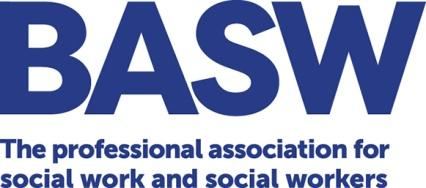 BASW
The professional association for
social work and social workers